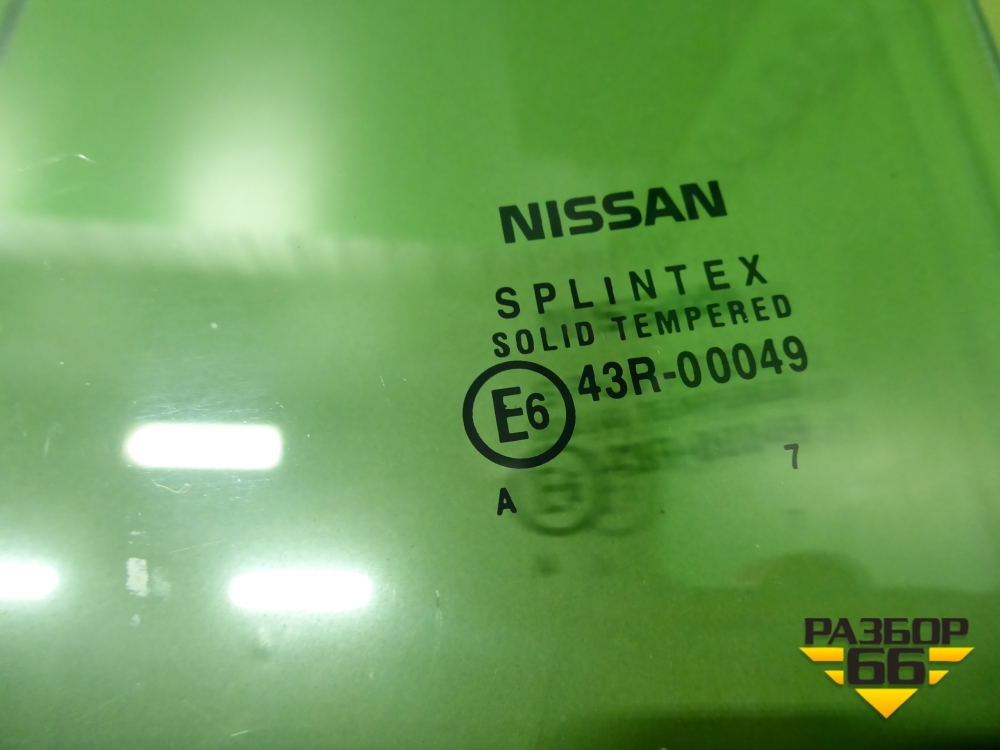 NISSAN
SPLINTEX
SOLID TEMPERED
E6 43R-00049
7
A
РАЗБОР
66